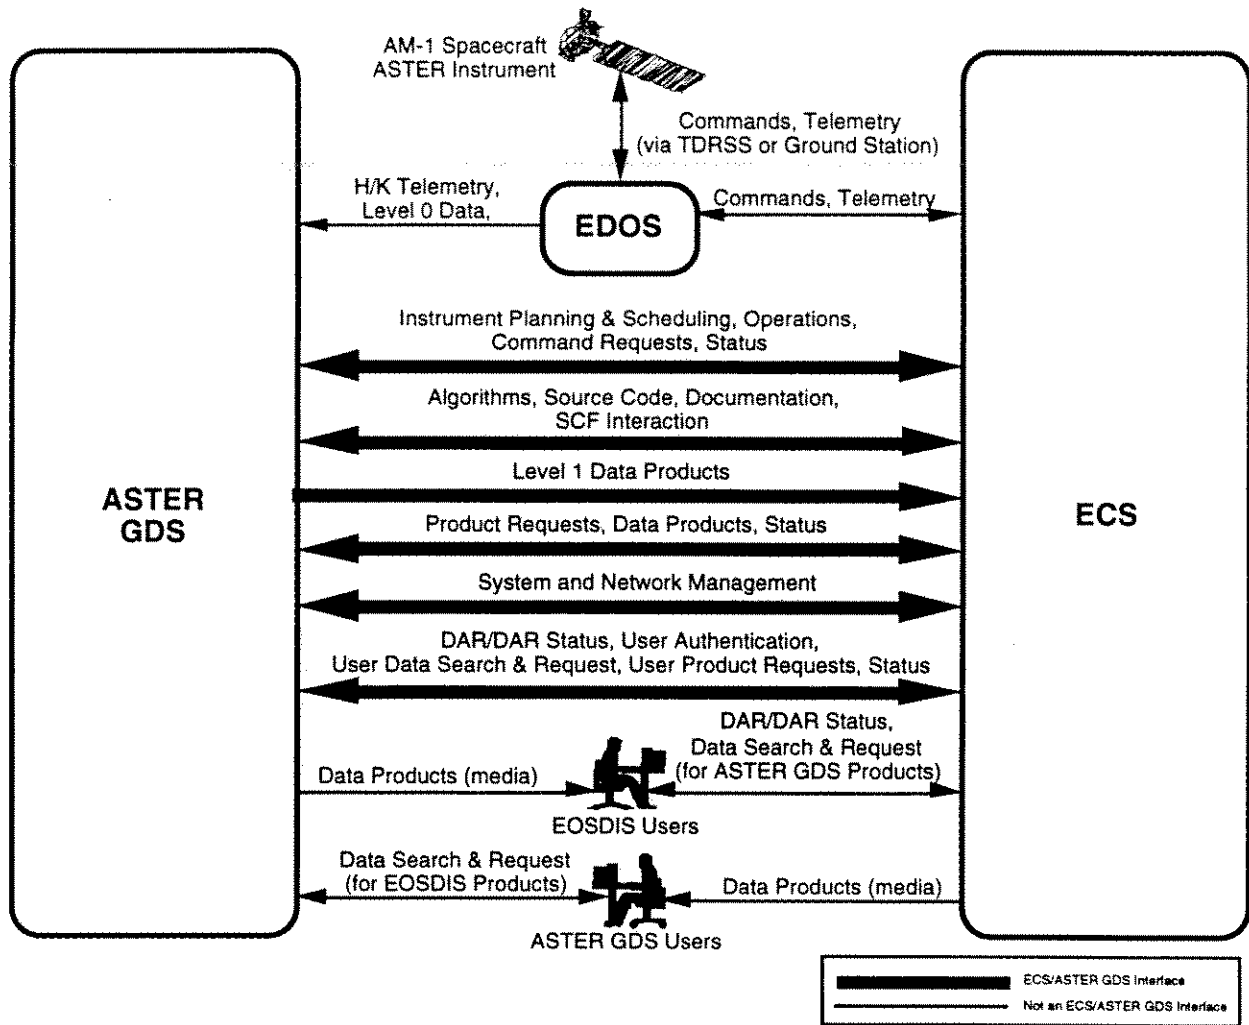 AM-1 Spacecraft
ASTER Instrument
Commands, Telemetry
(via TDRSS or Ground Station)
H/K Telemetry,
Level 0 Data,
EDOS
Commands, Telemetry
Instrument Planning & Scheduling, Operations,
Command Requests, Status
Algorithms, Source Code, Documentation,
SCF Interaction
Level 1 Data Products
ASTER
GDS
ECS
Product Requests, Data Products, Status
System and Network Management
DAR/DAR Status, User Authentication,
User Data Search & Request, User Product Requests, Status
DAR/DAR Status,
Data Search & Request
(for ASTER GDS Products)
Data Products (media)
EOSDIS Users
Data Search & Request
(for EOSDIS Products)
Data Products (media)
ASTER GDS Users
ECS/ASTER GDS Interface
Not an ECS/ASTER GDS Interface